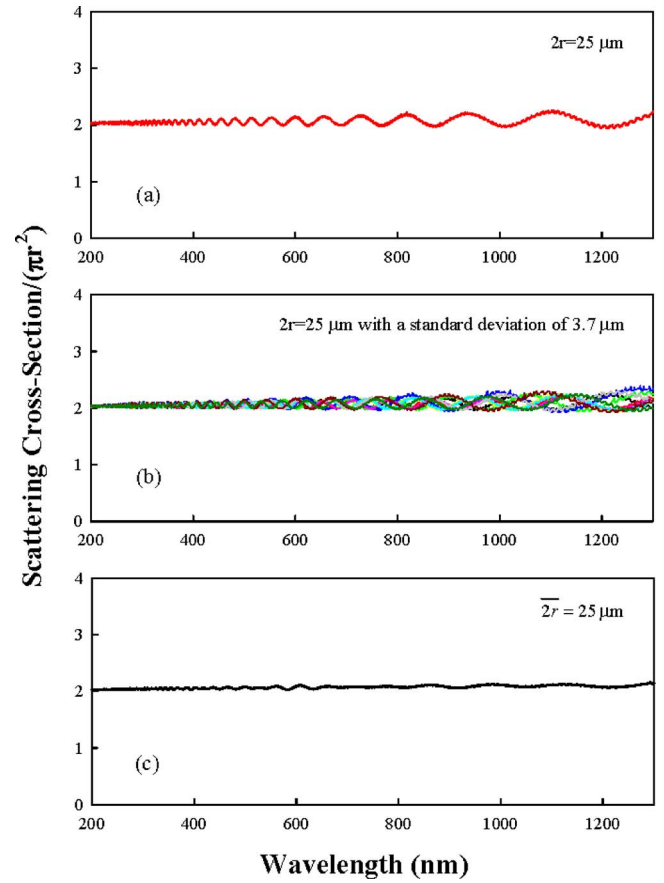 4
2r=25 μm
3
2
1
(a)
0
200 400 600 800 1000 1200
Scattering Cross-Section/(πr²)
4
2r=25 μm with a standard deviation of 3.7 μm
3
2
1
(b)
0
200 400 600 800 1000 1200
4
2r = 25 μm
3
2
1
(c)
0
200 400 600 800 1000 1200
Wavelength (nm)